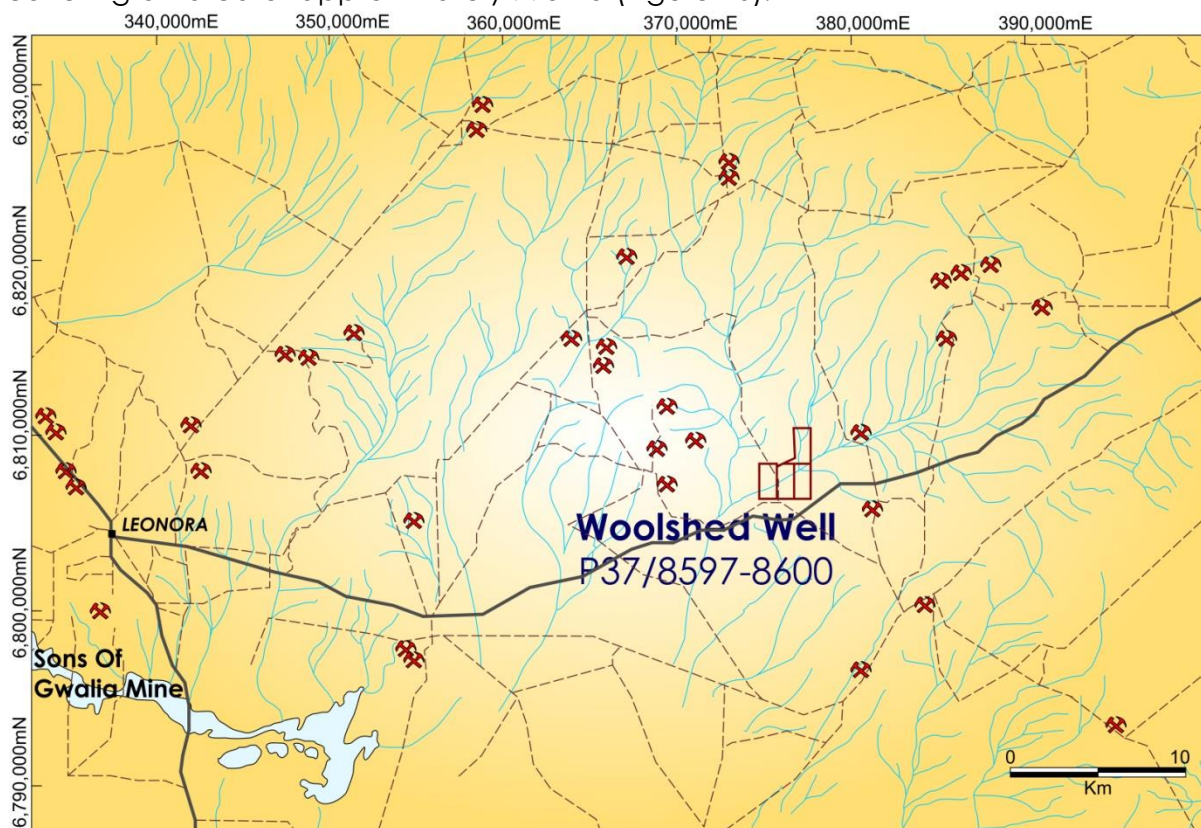 340,000mE
350,000mE
360,000mE
370,000mE
380,000mE
390,000mE
6,830,000mN
6,820,000mN
6,810,000mN
6,800,000mN
6,790,000mN
LEONORA
Woolshed Well
P37/8597-8600
Sons Of
Gwalia Mine
0 10
Km